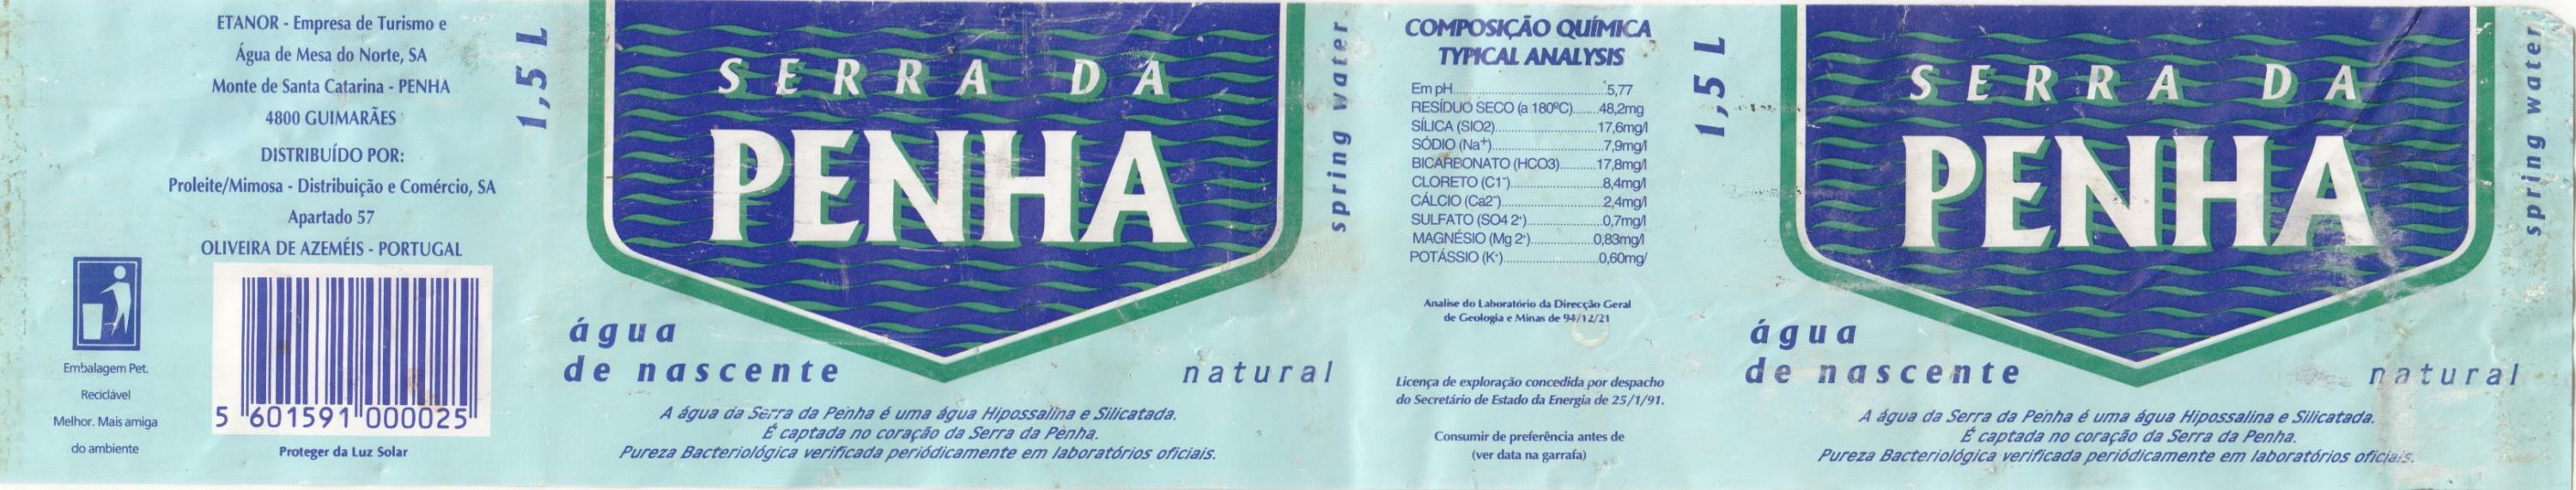 ETANOR - Empresa de Turismo e
Água de Mesa do Norte, SA
Monte de Santa Catarina - PENHA
4800 GUIMARÃES
DISTRIBUÍDO POR:
Proleite/Mimosa - Distribuição e Comércio, SA
Apartado 57
OLIVEIRA DE AZEMÉIS - PORTUGAL
Embalagem Pet.
Reciclável
Melhor. Mais amiga
do ambiente
5 601591 000025
Proteger da Luz Solar
1,5 L
SERRA DA
PENHA
água
de nascente
natural
A água da Serra da Penha é uma água Hipossalina e Silicatada.
É captada no coração da Serra da Penha.
Pureza Bacteriológica verificada periódicamente em laboratórios oficiais.
spring water
COMPOSIÇÃO QUÍMICA
TYPICAL ANALYSIS
Em pH.......................................5,77
RESÍDUO SECO (a 180ºC).......48,2mg
SÍLICA (SIO2)...........................17,6mg/l
SÓDIO (Na+).............................7,9mg/l
BICARBONATO (HCO3)..........17,8mg/l
CLORETO (C1-)........................8,4mg/l
CÁLCIO (Ca2-)..........................2,4mg/l
SULFATO (SO4 2-)....................0,7mg/l
MAGNÉSIO (Mg 2+).................0,83mg/l
POTÁSSIO (K+).........................0,60mg/
Analise do Laboratório da Direcção Geral
de Geologia e Minas de 94/12/21
Licença de exploração concedida por despacho
do Secretário de Estado da Energia de 25/1/91.
Consumir de preferência antes de
(ver data na garrafa)
1,5 L
SERRA DA
PENHA
água
de nascente
natural
A água da Serra da Penha é uma água Hipossalina e Silicatada.
É captada no coração da Serra da Penha.
Pureza Bacteriológica verificada periódicamente em laboratórios oficiais.
spring water